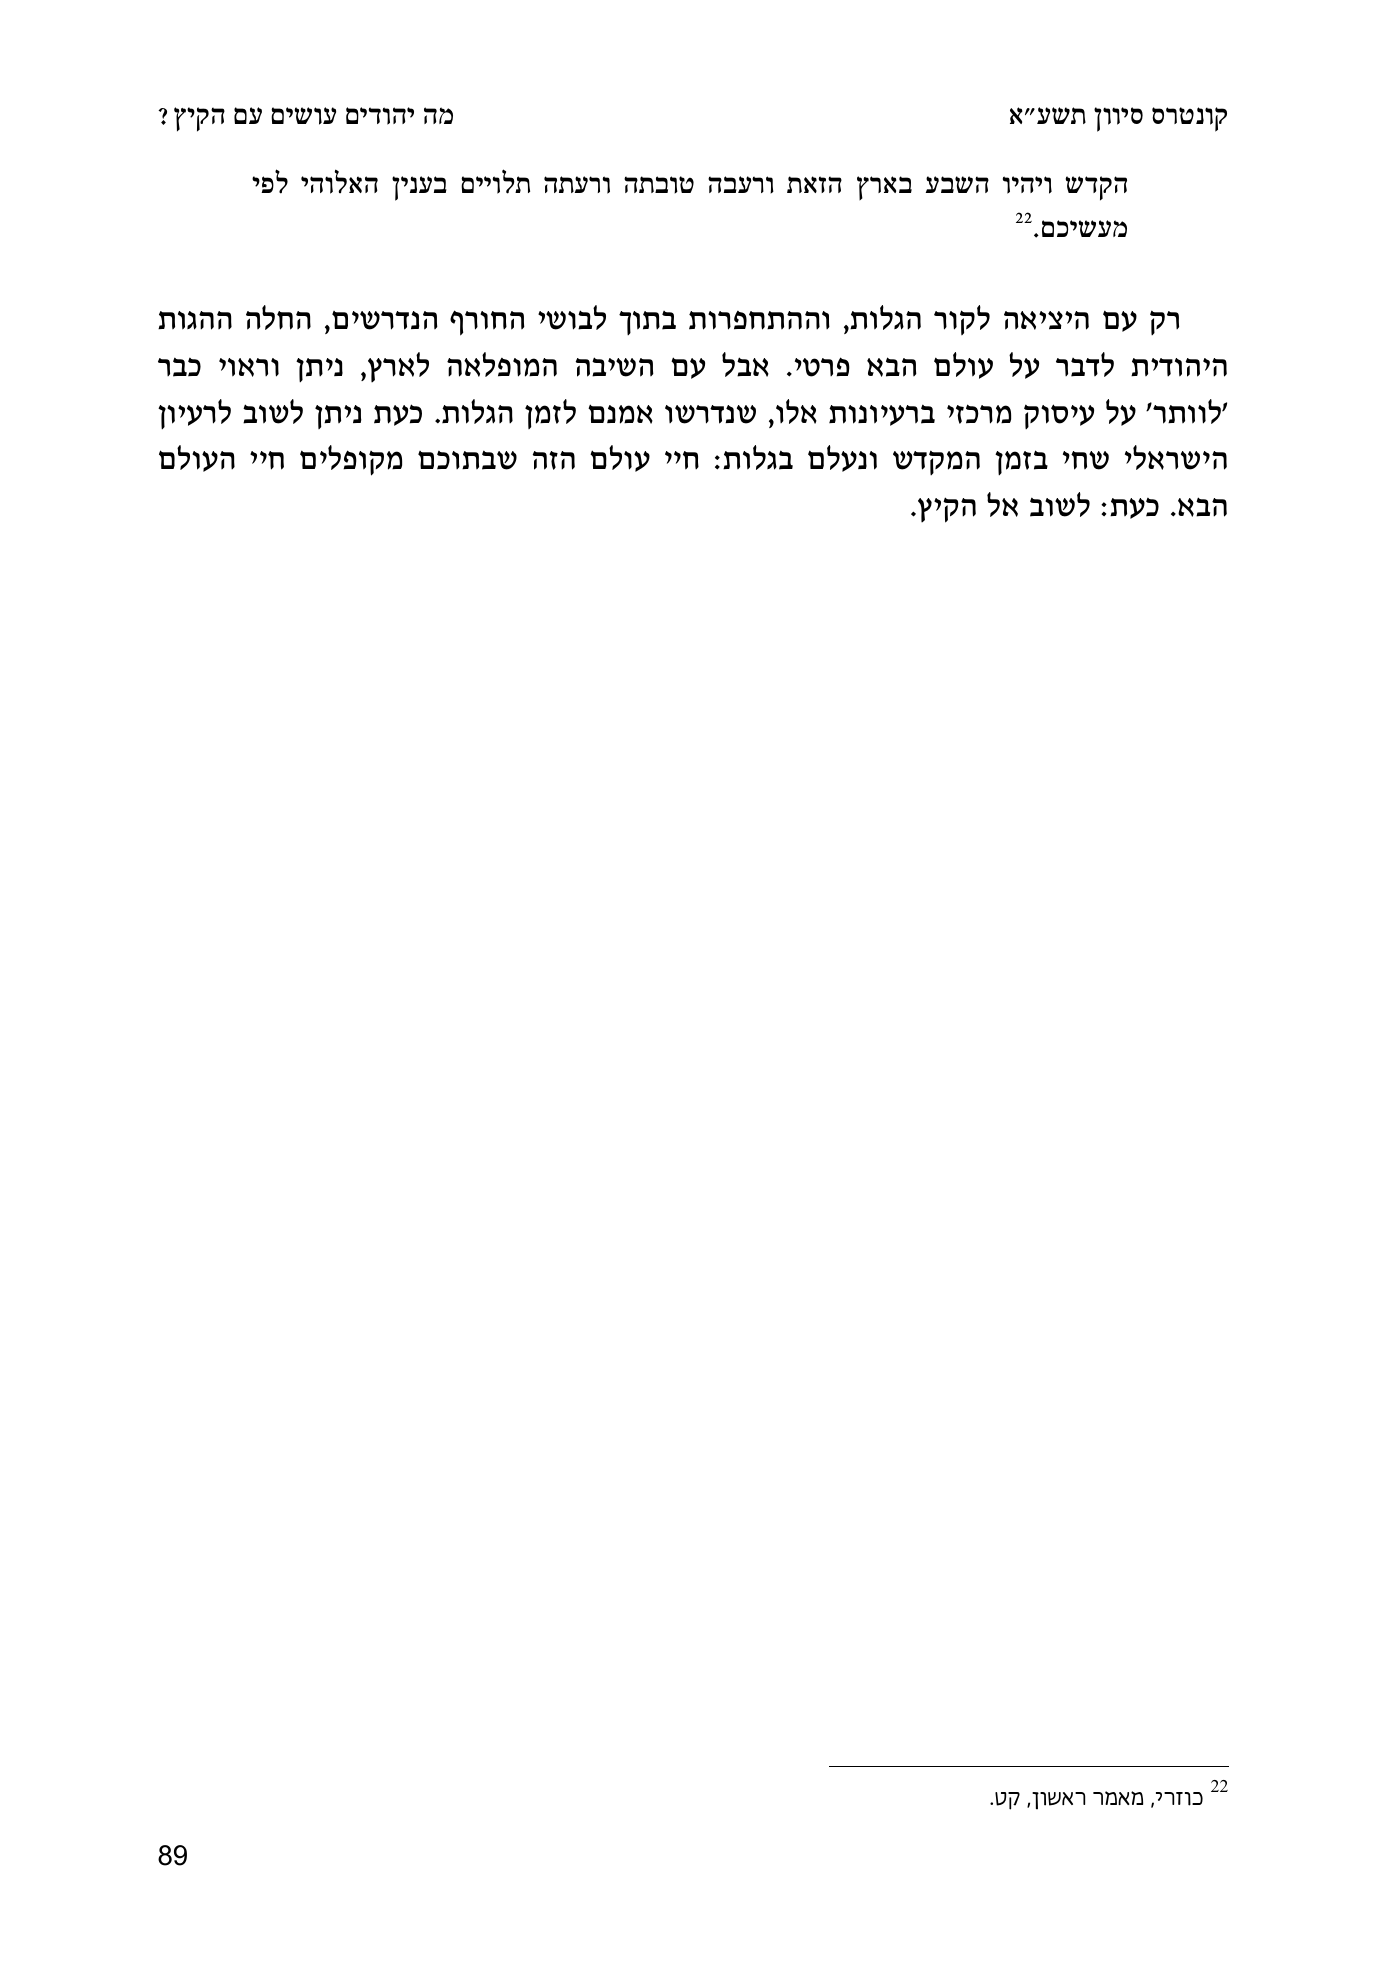 קונטרס סיוון תשע״א מה יהודים עושים עם הקיץ?
הקדש ויהיו השבע בארץ הזאת ורעבה טובתה ורעתה תלויים בענין האלוהי לפי
מעשיכם.22
רק עם היציאה לקור הגלות, וההתחפרות בתוך לבושי החורף הנדרשים, החלה ההגות
היהודית לדבר על עולם הבא פרטי. אבל עם השיבה המופלאה לארץ, ניתן וראוי כבר
'לוותר' על עיסוק מרכזי ברעיונות אלו, שנדרשו אמנם לזמן הגלות. כעת ניתן לשוב לרעיון
הישראלי שחי בזמן המקדש ונעלם בגלות: חיי עולם הזה שבתוכם מקופלים חיי העולם
הבא. כעת: לשוב אל הקיץ.
22 כוזרי, מאמר ראשון, קט.
89